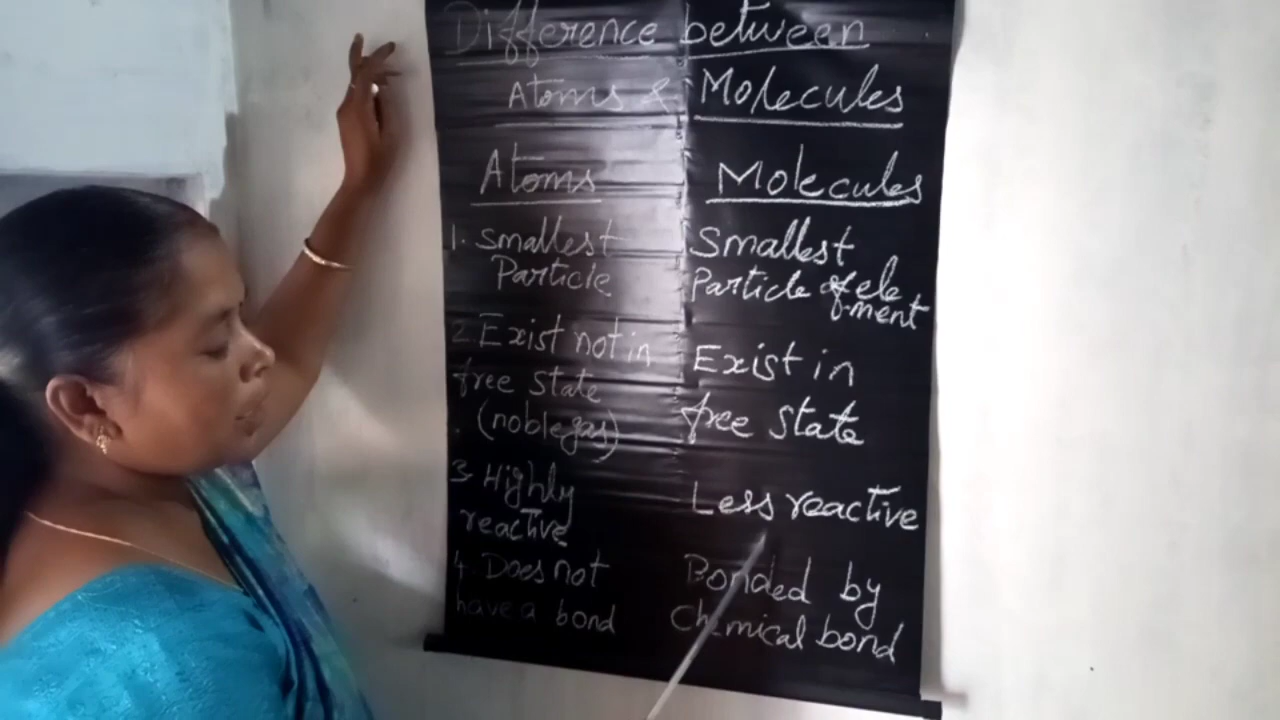 Difference between
Atoms & Molecules
Atoms
1. Smallest
Particle
2. Exist not in
free state
(noble gas)
3. Highly
reactive
4. Does not
have a bond
Molecules
Smallest
Particle of ele
-ment
Exist in
free state
Less reactive
Bonded by
Chemical bond